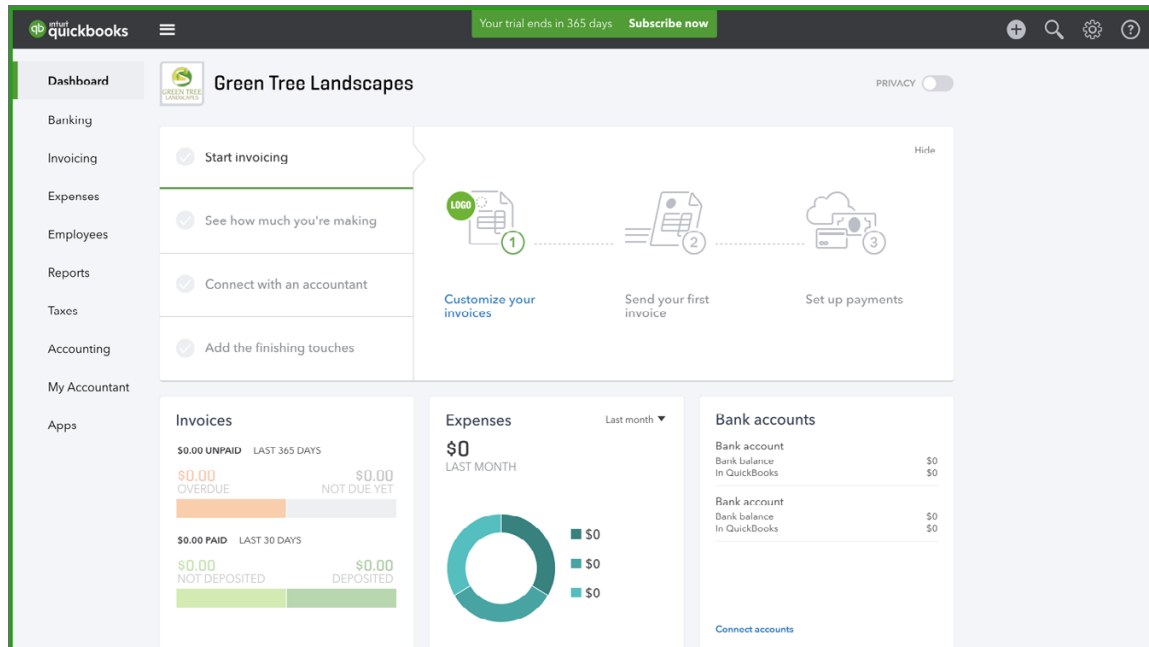 intuit
quickbooks
Your trial ends in 365 days Subscribe now
Dashboard
Banking
Invoicing
Expenses
Employees
Reports
Taxes
Accounting
My Accountant
Apps
GREEN TREE
LANDSCAPES
Green Tree Landscapes
PRIVACY
Start invoicing
See how much you're making
Connect with an accountant
Add the finishing touches
Hide
LOGO
1
2
3
Customize your
invoices
Send your first
invoice
Set up payments
Invoices
$0.00 UNPAID LAST 365 DAYS
$0.00 $0.00
OVERDUE NOT DUE YET
$0.00 PAID LAST 30 DAYS
$0.00 $0.00
NOT DEPOSITED DEPOSITED
Expenses Last month
$0
LAST MONTH
$0
$0
$0
Bank accounts
Bank account
Bank balance $0
In QuickBooks $0
Bank account
Bank balance $0
In QuickBooks $0
Connect accounts